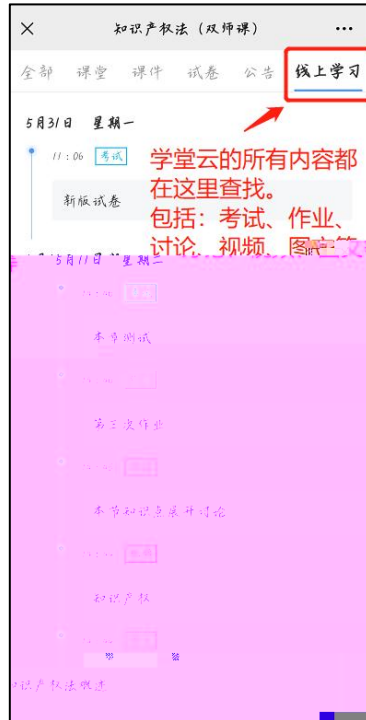 知识产权法（双师课）
全部 课堂 课件 试卷 公告 线上学习
5月31日 星期一
11:06 考试
新版试卷
学堂云的所有内容都
在这里查找。
包括：考试、作业、
讨论、视频、图文等
5月11日 星期二
本节测试
第三次作业
本节知识点展开讨论
知识产权
知识产权法概述